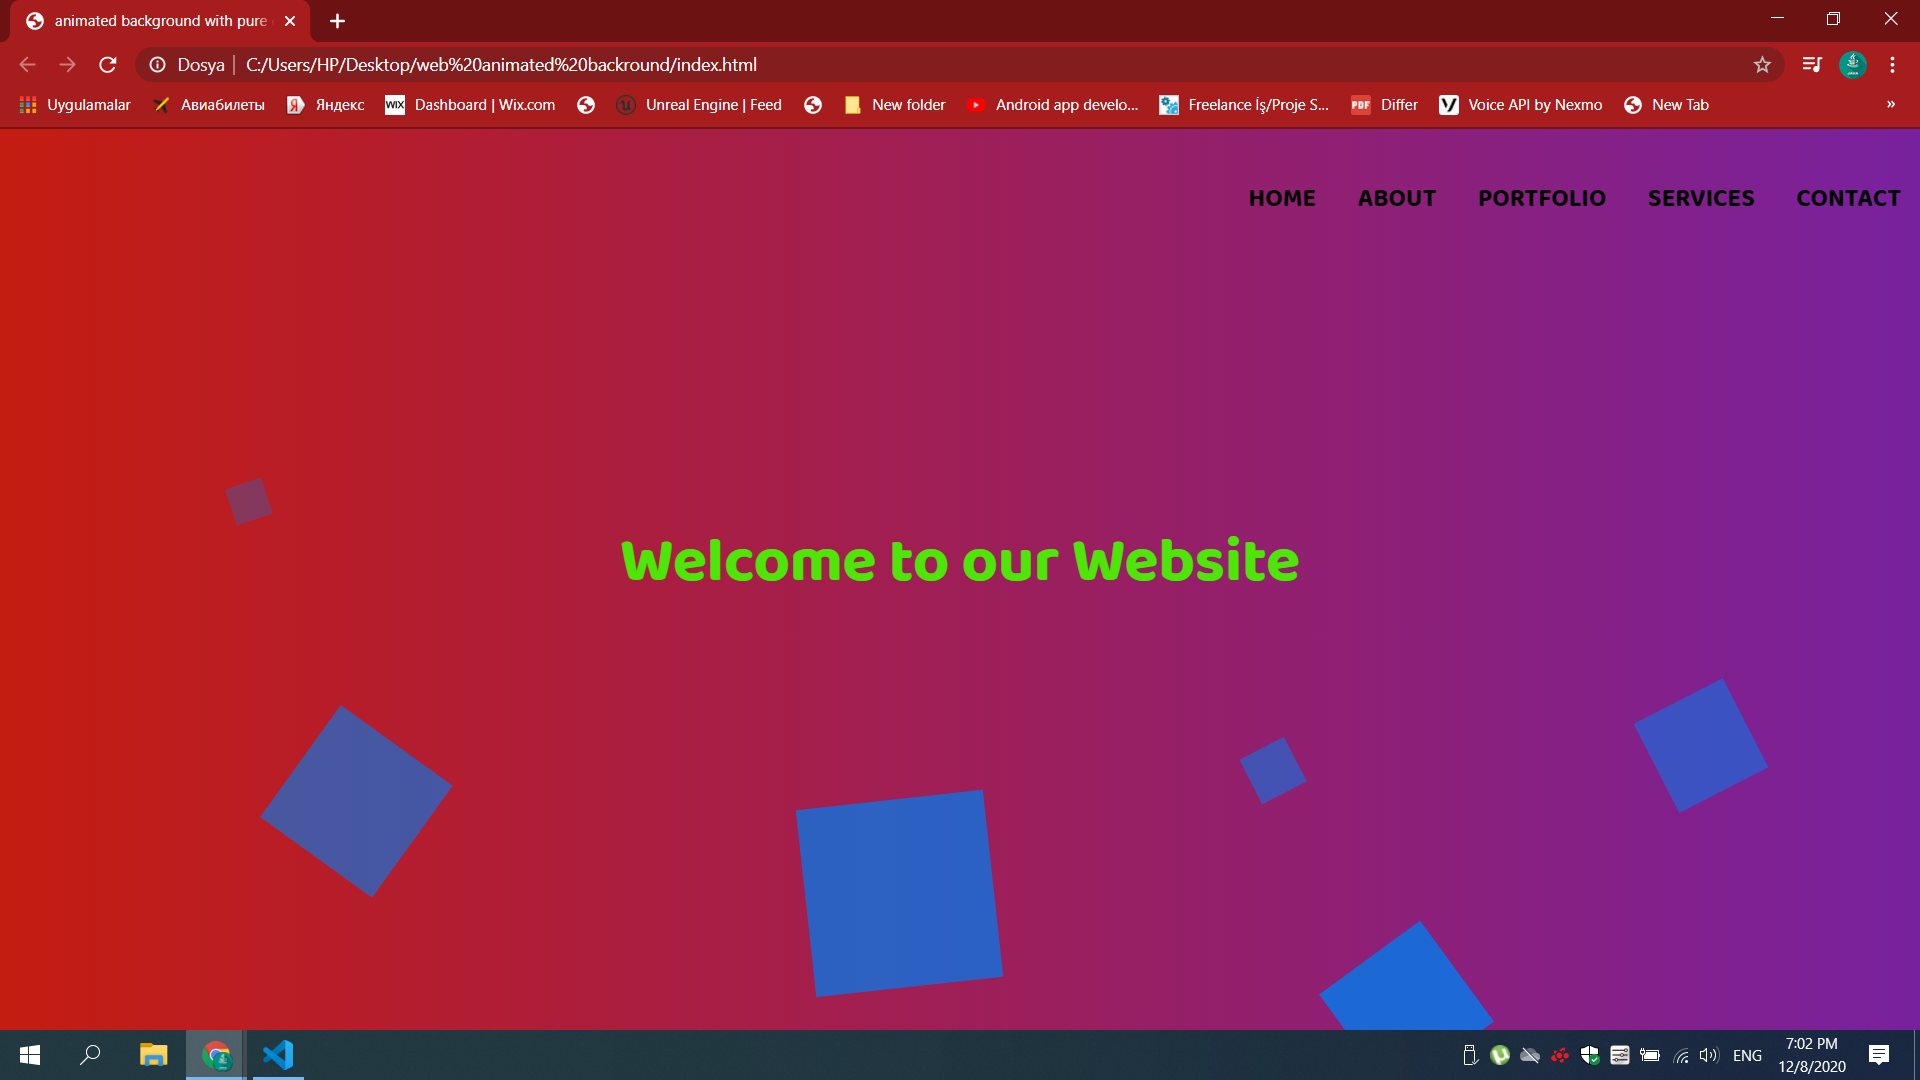 animated background with pure
Dosya
C:/Users/HP/Desktop/web%20animated%20backround/index.html
Uygulamalar
Авиабилеты
Яндекс
WIX
Dashboard | Wix.com
Unreal Engine | Feed
New folder
Android app develo...
Freelance İş/Proje S...
PDF
Differ
Voice API by Nexmo
New Tab
»
HOME ABOUT PORTFOLIO SERVICES CONTACT
Welcome to our Website
ENG
7:02 PM
12/8/2020